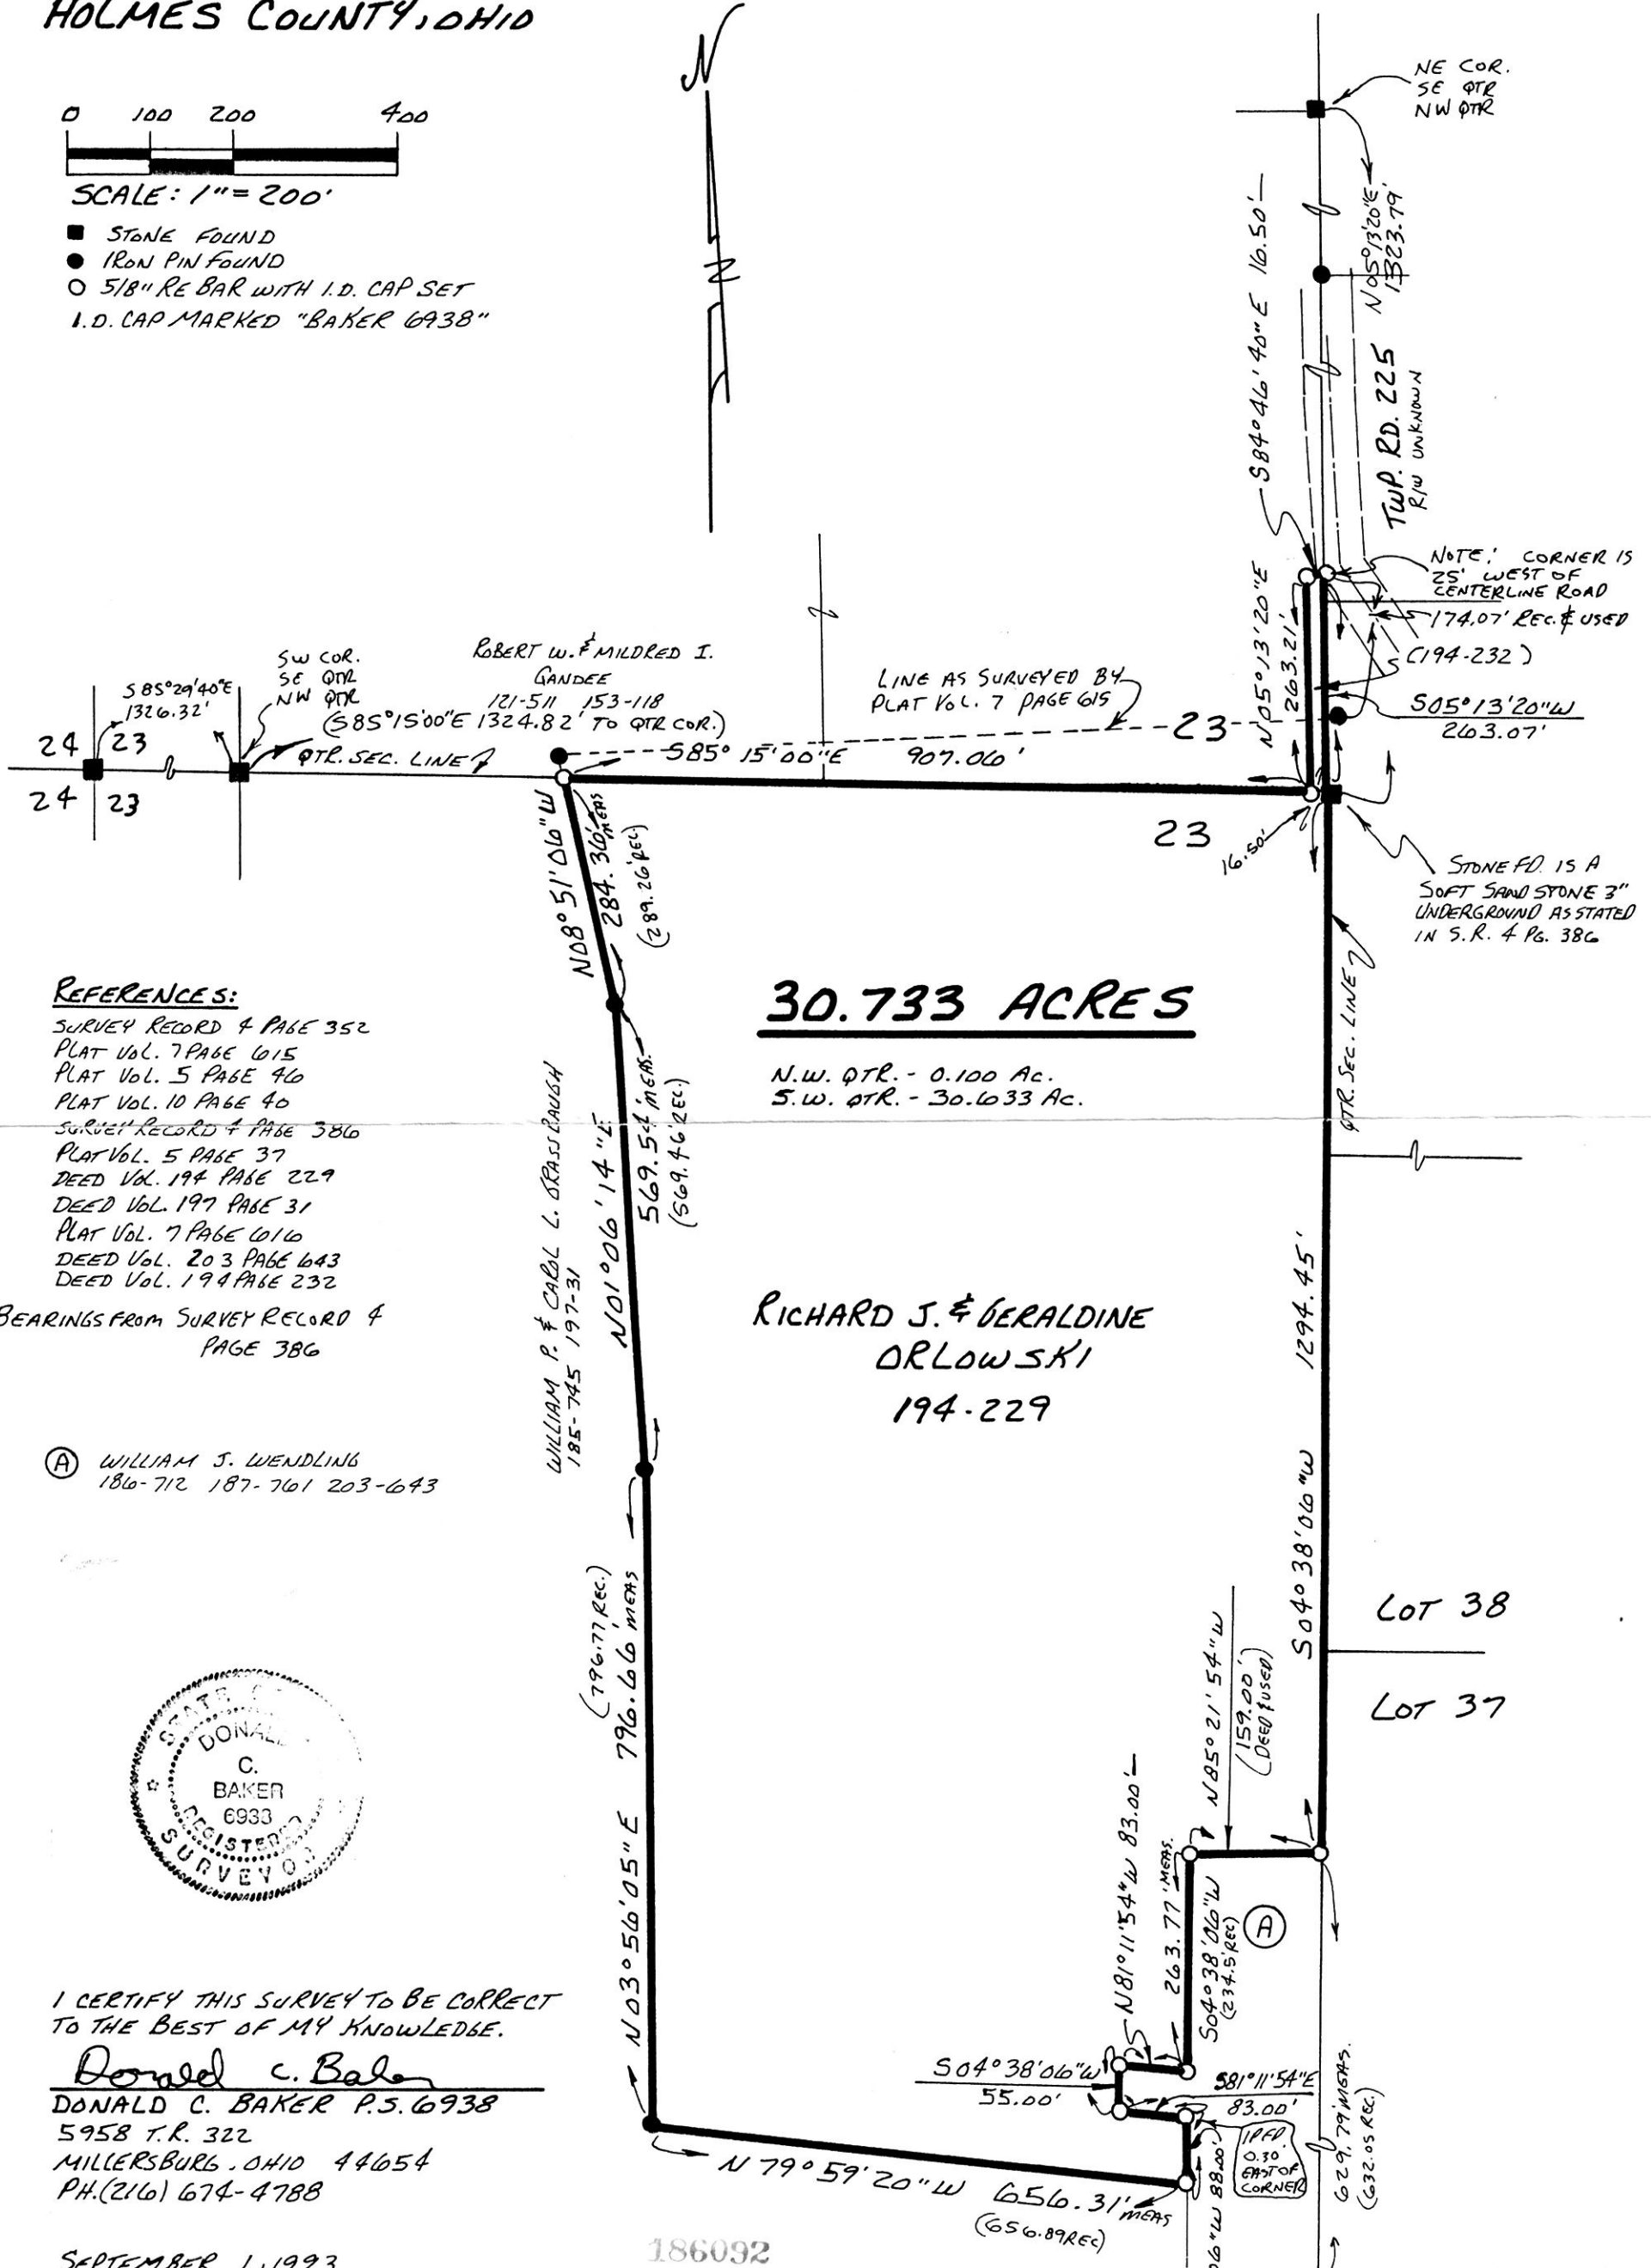 HOLMES COUNTY, OHIO
0 100 200 400
SCALE: 1"= 200'
STONE FOUND
IRON PIN FOUND
5/8" RE BAR WITH I.D. CAP SET
I.D. CAP MARKED "BAKER 6938"
N
NE COR.
SE QTR
NW QTR
N05°13'20"E
1323.79'
S84°46'40"E 16.50'
TWP. RD. 225
R/W UNKNOWN
NOTE: CORNER IS
25' WEST OF
CENTERLINE ROAD
174.07' REC. & USED
(194-232)
S05°13'20"W
263.07'
N05°13'20"E
263.21'
SW COR.
SE QTR
NW QTR
S85°29'40"E
1326.32'
ROBERT W. & MILDRED I.
GANDEE
121-511 153-118
(S85°15'00"E 1324.82' TO QTR COR.)
LINE AS SURVEYED BY
PLAT VOL. 7 PAGE 615
24 23
24 23
QTR. SEC. LINE
S85°15'00"E 907.06'
23
23
16.50'
STONE FD. IS A
SOFT SAND STONE 3"
UNDERGROUND AS STATED
IN S.R. 4 PG. 386
N08°51'06"W
284.36' MEAS
(289.26' REC)
QTR. SEC. LINE
30.733 ACRES
N.W. QTR. - 0.100 AC.
S.W. QTR. - 30.633 AC.
REFERENCES:
SURVEY RECORD 4 PAGE 352
PLAT VOL. 7 PAGE 615
PLAT VOL. 5 PAGE 46
PLAT VOL. 10 PAGE 40
SURVEY RECORD 4 PAGE 386
PLAT VOL. 5 PAGE 37
DEED VOL. 194 PAGE 229
DEED VOL. 197 PAGE 31
PLAT VOL. 7 PAGE 616
DEED VOL. 203 PAGE 643
DEED VOL. 194 PAGE 232
BEARINGS FROM SURVEY RECORD 4
PAGE 386
WILLIAM P. & CAROL L. GRASSBAUGH
185-745 197-31
N01°06'14"E
569.54' MEAS.
(569.46' REC.)
RICHARD J. & GERALDINE
ORLOWSKI
194-229
1294.45'
S04°38'06"W
A WILLIAM J. WENDLING
186-712 187-761 203-643
LOT 38
LOT 37
(796.77 REC.)
N03°56'05"E 796.66' MEAS
N85°21'54"W
(159.00')
(DEED & USED)
STATE
DONAL
C.
BAKER
6933
REGISTERED
SURVEYOR
N81°11'54"W 83.00'
263.77' MEAS.
S04°38'06"W
(234.5' REC)
A
S04°38'06"W
55.00'
S81°11'54"E
83.00'
IPFD
0.30'
EAST OF
CORNER
06"W 88.00'
629.79' MEAS.
(632.05 REC.)
N79°59'20"W 656.31' MEAS
(656.89 REC)
I CERTIFY THIS SURVEY TO BE CORRECT
TO THE BEST OF MY KNOWLEDGE.
Donald C. Baker
DONALD C. BAKER P.S. 6938
5958 T.R. 322
MILLERSBURG, OHIO 44654
PH. (216) 674-4788
SEPTEMBER 1, 1993
186092